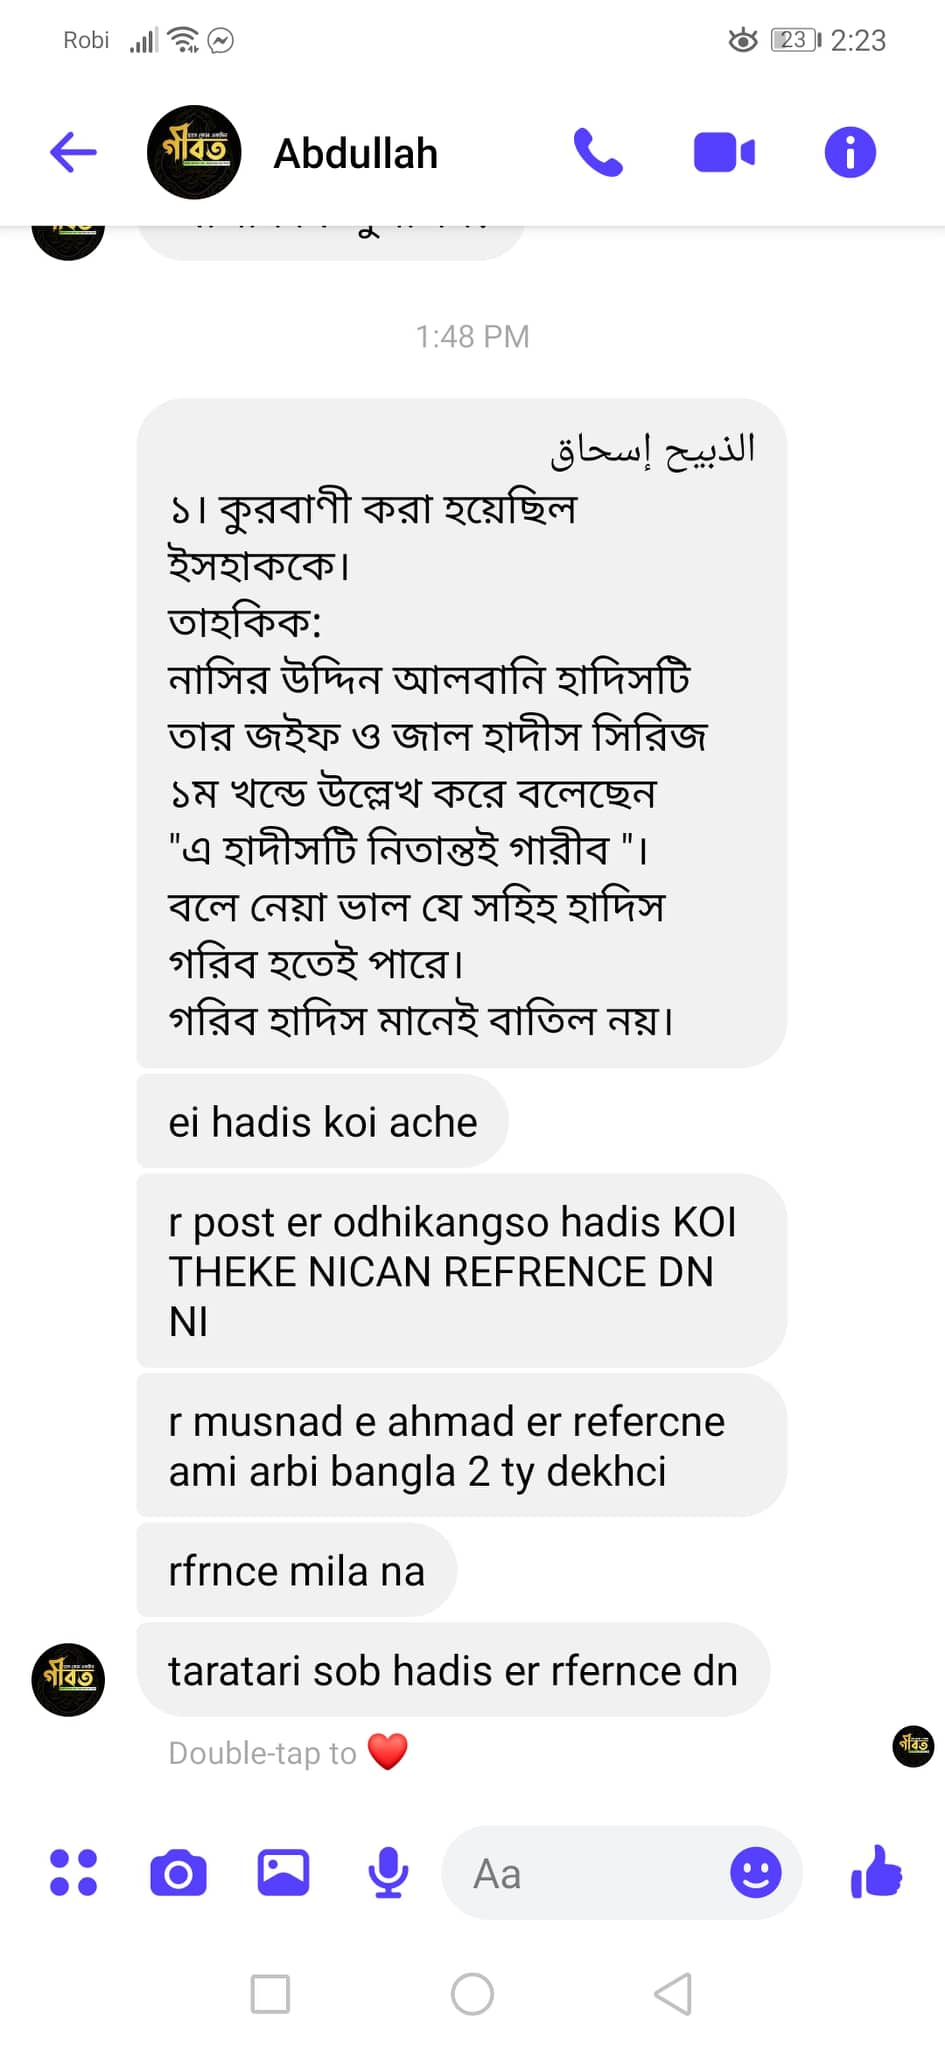 Robi 23 2:23
গীবত Abdullah
1:48 PM
الذبيح إسحاق
১। কুরবাণী করা হয়েছিল
ইসহাককে।
তাহকিক:
নাসির উদ্দিন আলবানি হাদিসটি
তার জইফ ও জাল হাদীস সিরিজ
১ম খন্ডে উল্লেখ করে বলেছেন
"এ হাদীসটি নিতান্তই গারীব "।
বলে নেয়া ভাল যে সহিহ হাদিস
গরিব হতেই পারে।
গরিব হাদিস মানেই বাতিল নয়।
ei hadis koi ache
r post er odhikangso hadis KOI
THEKE NICAN REFRENCE DN
NI
r musnad e ahmad er refercne
ami arbi bangla 2 ty dekhci
rfrnce mila na
গীবত taratari sob hadis er rfernce dn
Double-tap to
গীবত
Aa